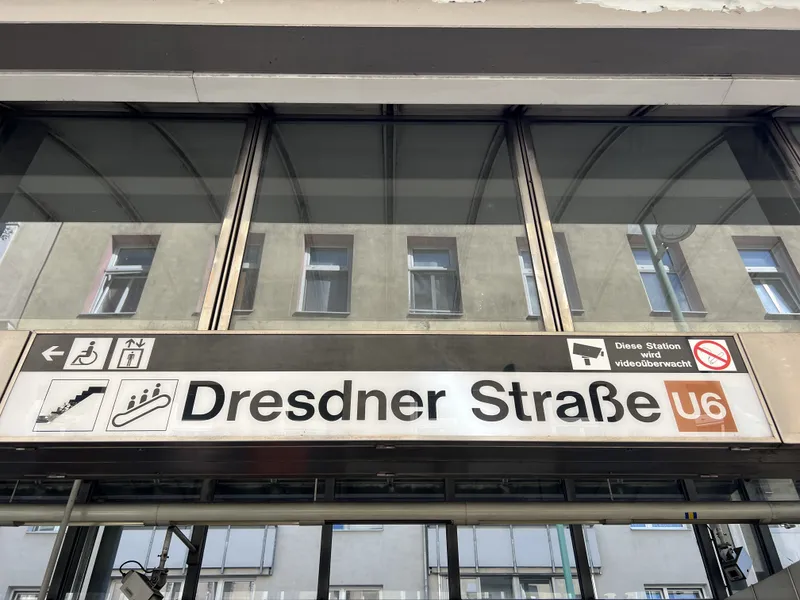 Diese Station
wird
videoüberwacht
Dresdner Straße U6